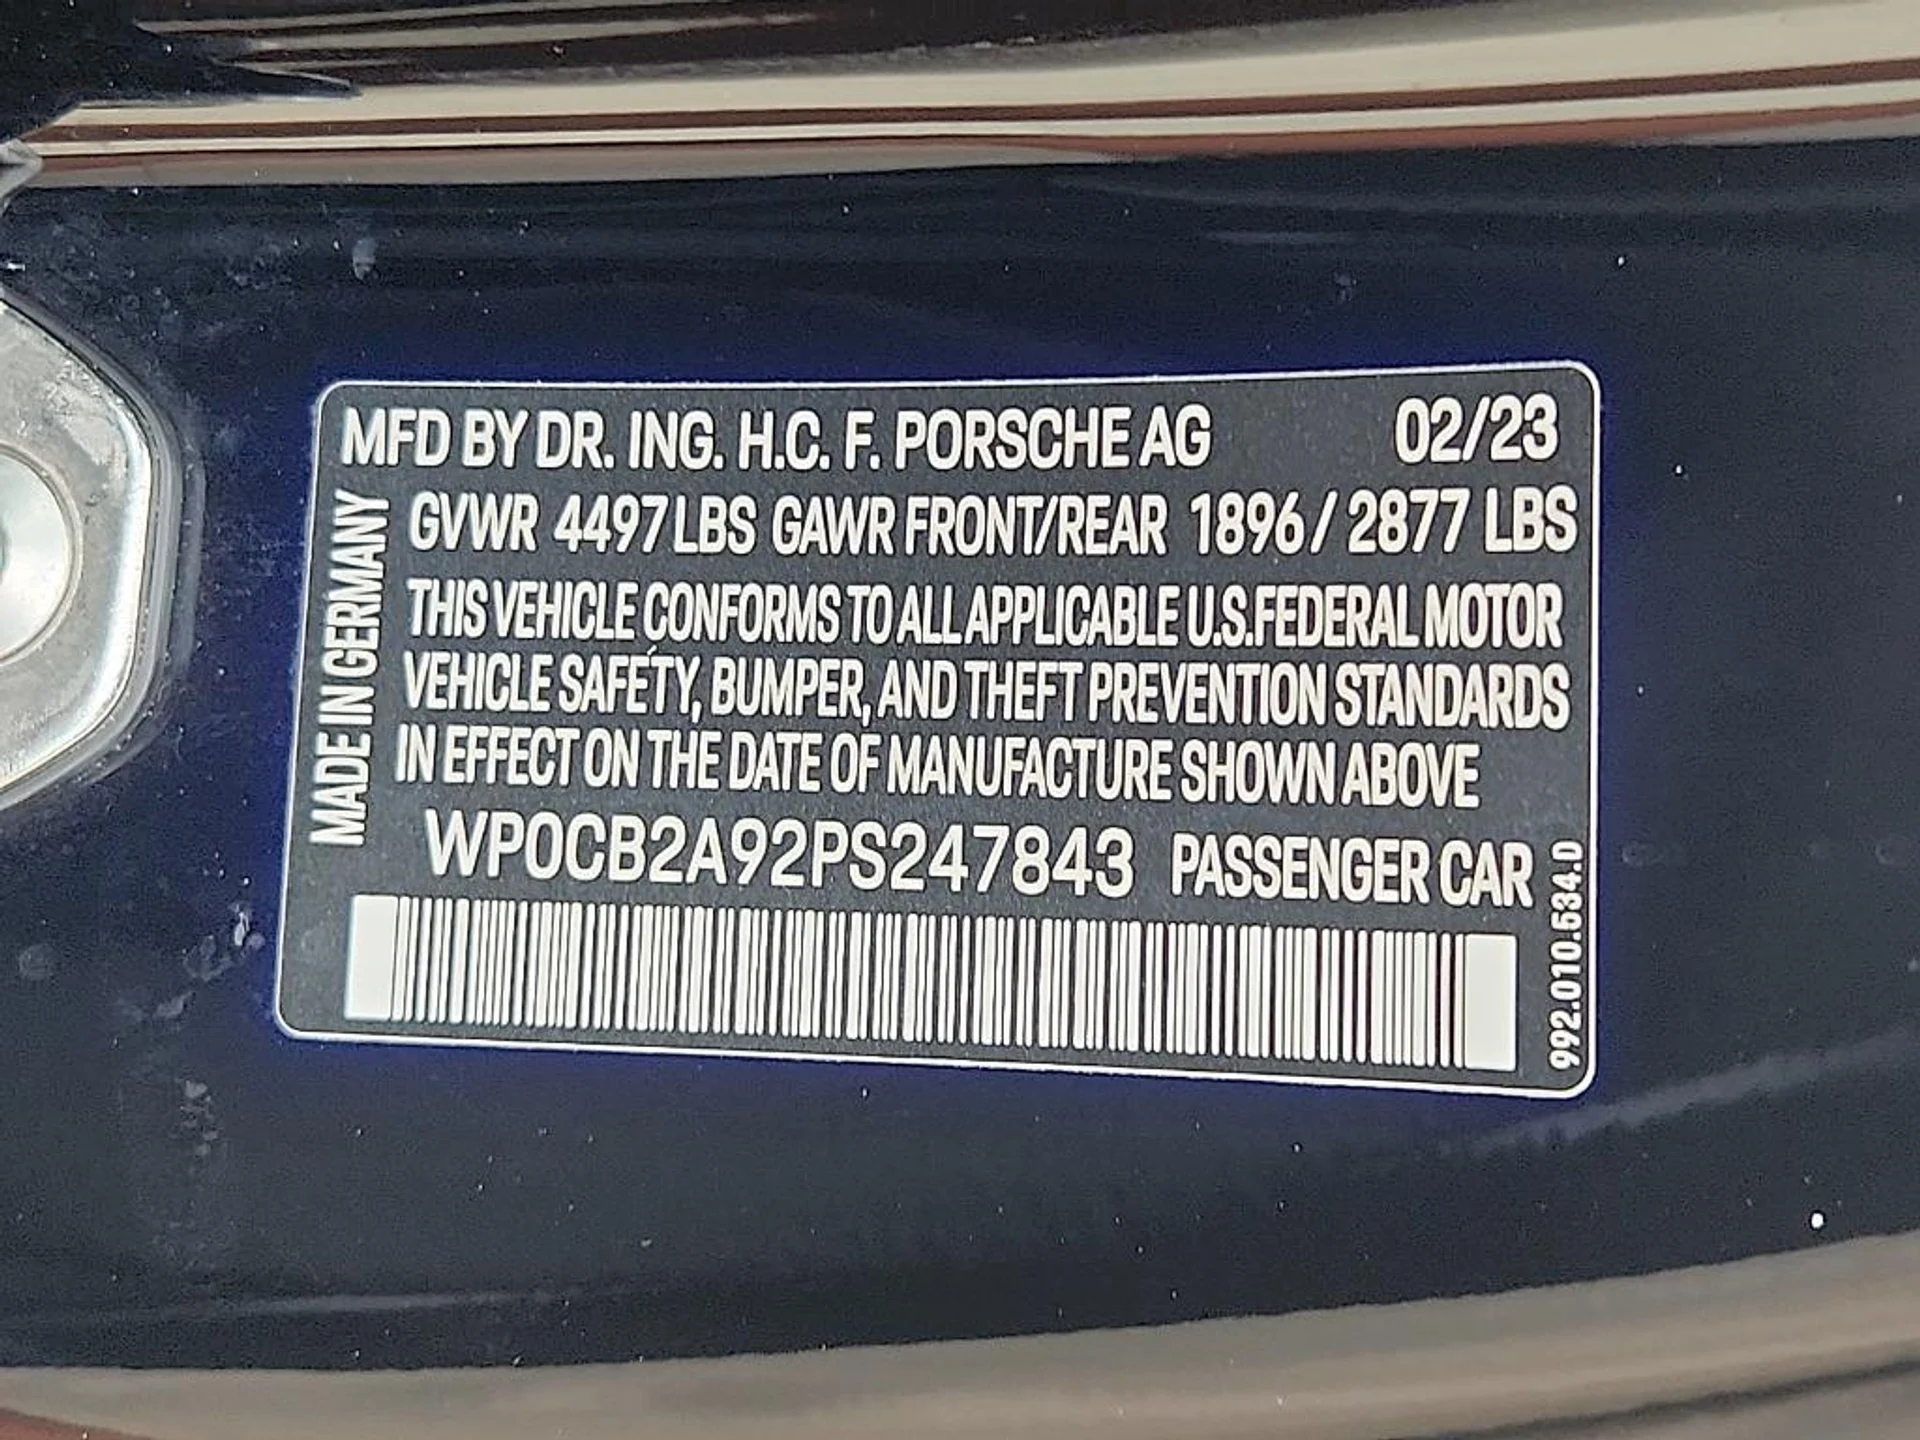 MFD BY DR. ING. H.C. F. PORSCHE AG 02/23
GVWR 4497 LBS GAWR FRONT/REAR 1896 / 2877 LBS
THIS VEHICLE CONFORMS TO ALL APPLICABLE U.S.FEDERAL MOTOR
VEHICLE SAFETY, BUMPER, AND THEFT PREVENTION STANDARDS
IN EFFECT ON THE DATE OF MANUFACTURE SHOWN ABOVE
WP0CB2A92PS247843 PASSENGER CAR
MADE IN GERMANY
992.010.534.D